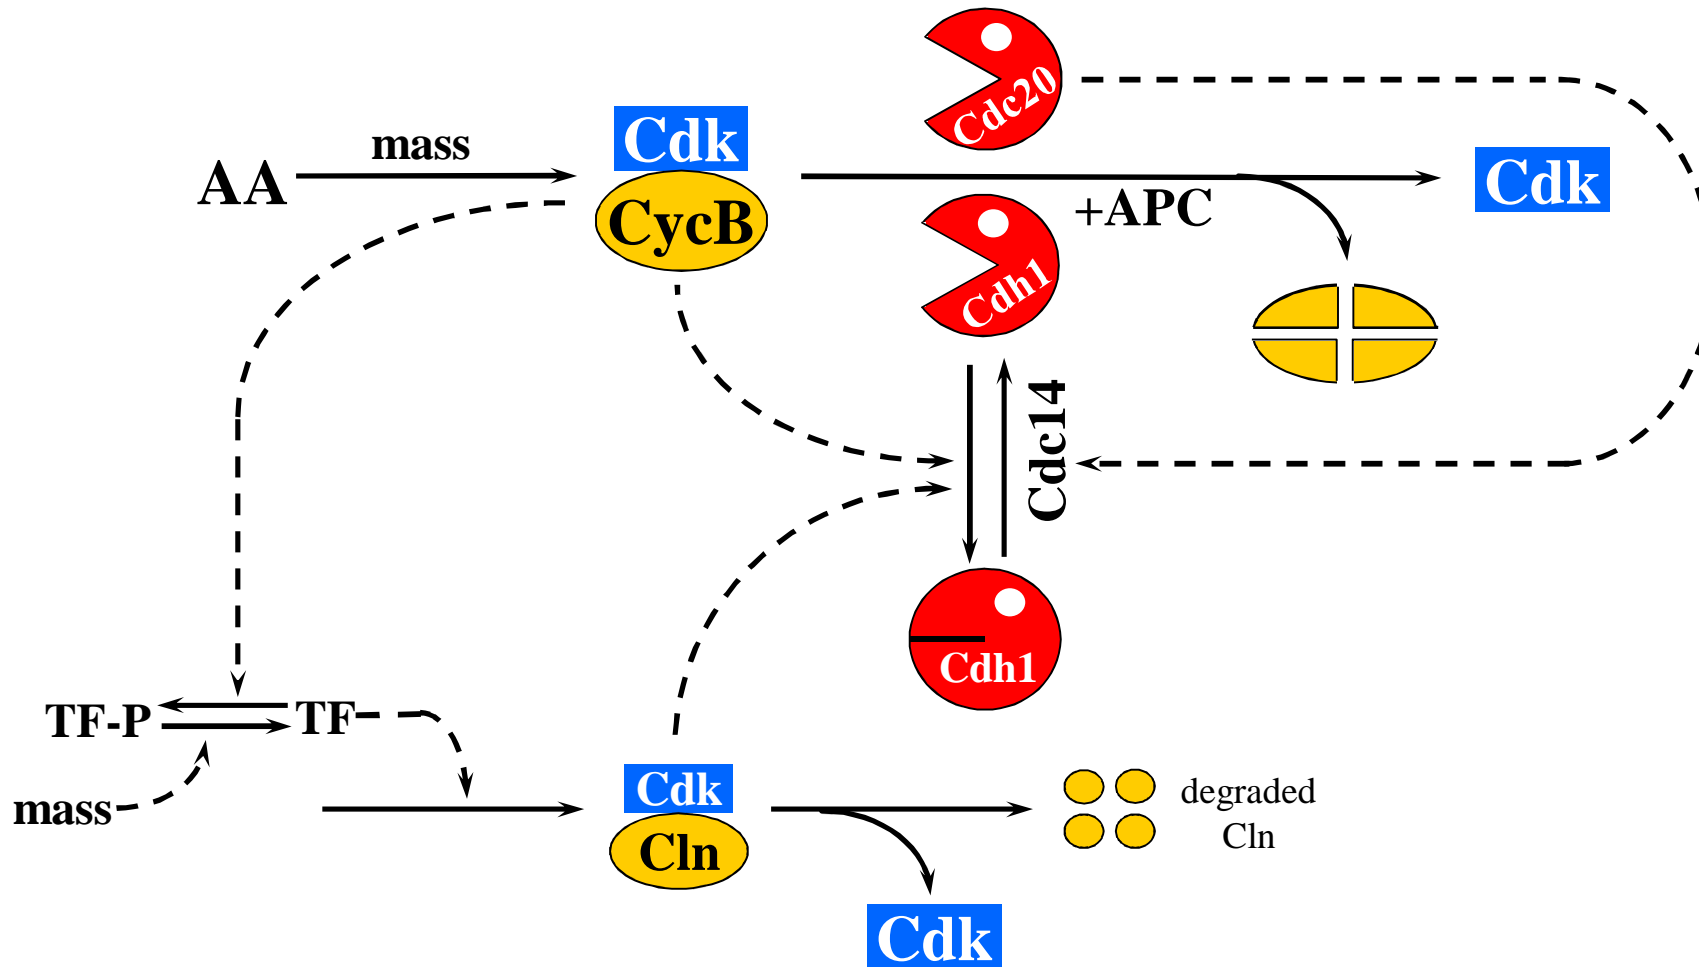 Cdc20
Cdk
mass
AA
CycB
+APC
Cdk
Cdh1
Cdc14
Cdh1
TF-P
TF
mass
Cdk
Cln
degraded
Cln
Cdk